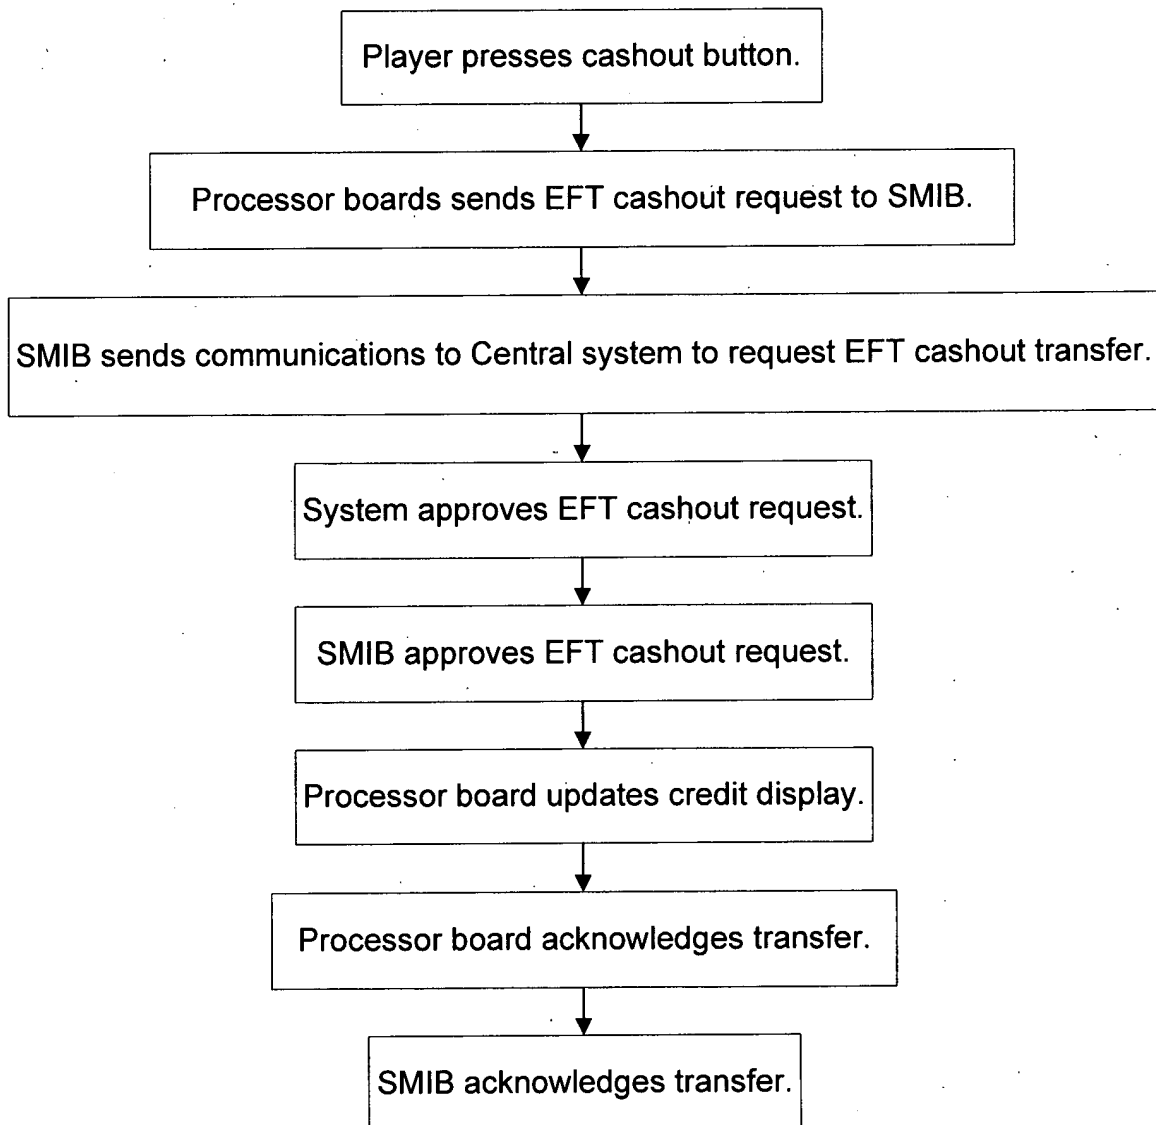 Player presses cashout button.
Processor boards sends EFT cashout request to SMIB.
SMIB sends communications to Central system to request EFT cashout transfer.
System approves EFT cashout request.
SMIB approves EFT cashout request.
Processor board updates credit display.
Processor board acknowledges transfer.
SMIB acknowledges transfer.